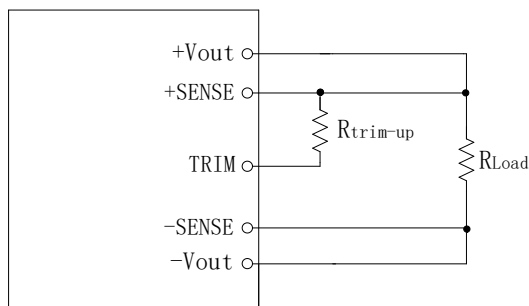 +Vout
+SENSE
Rtrim-up
TRIM
RLoad
-SENSE
-Vout